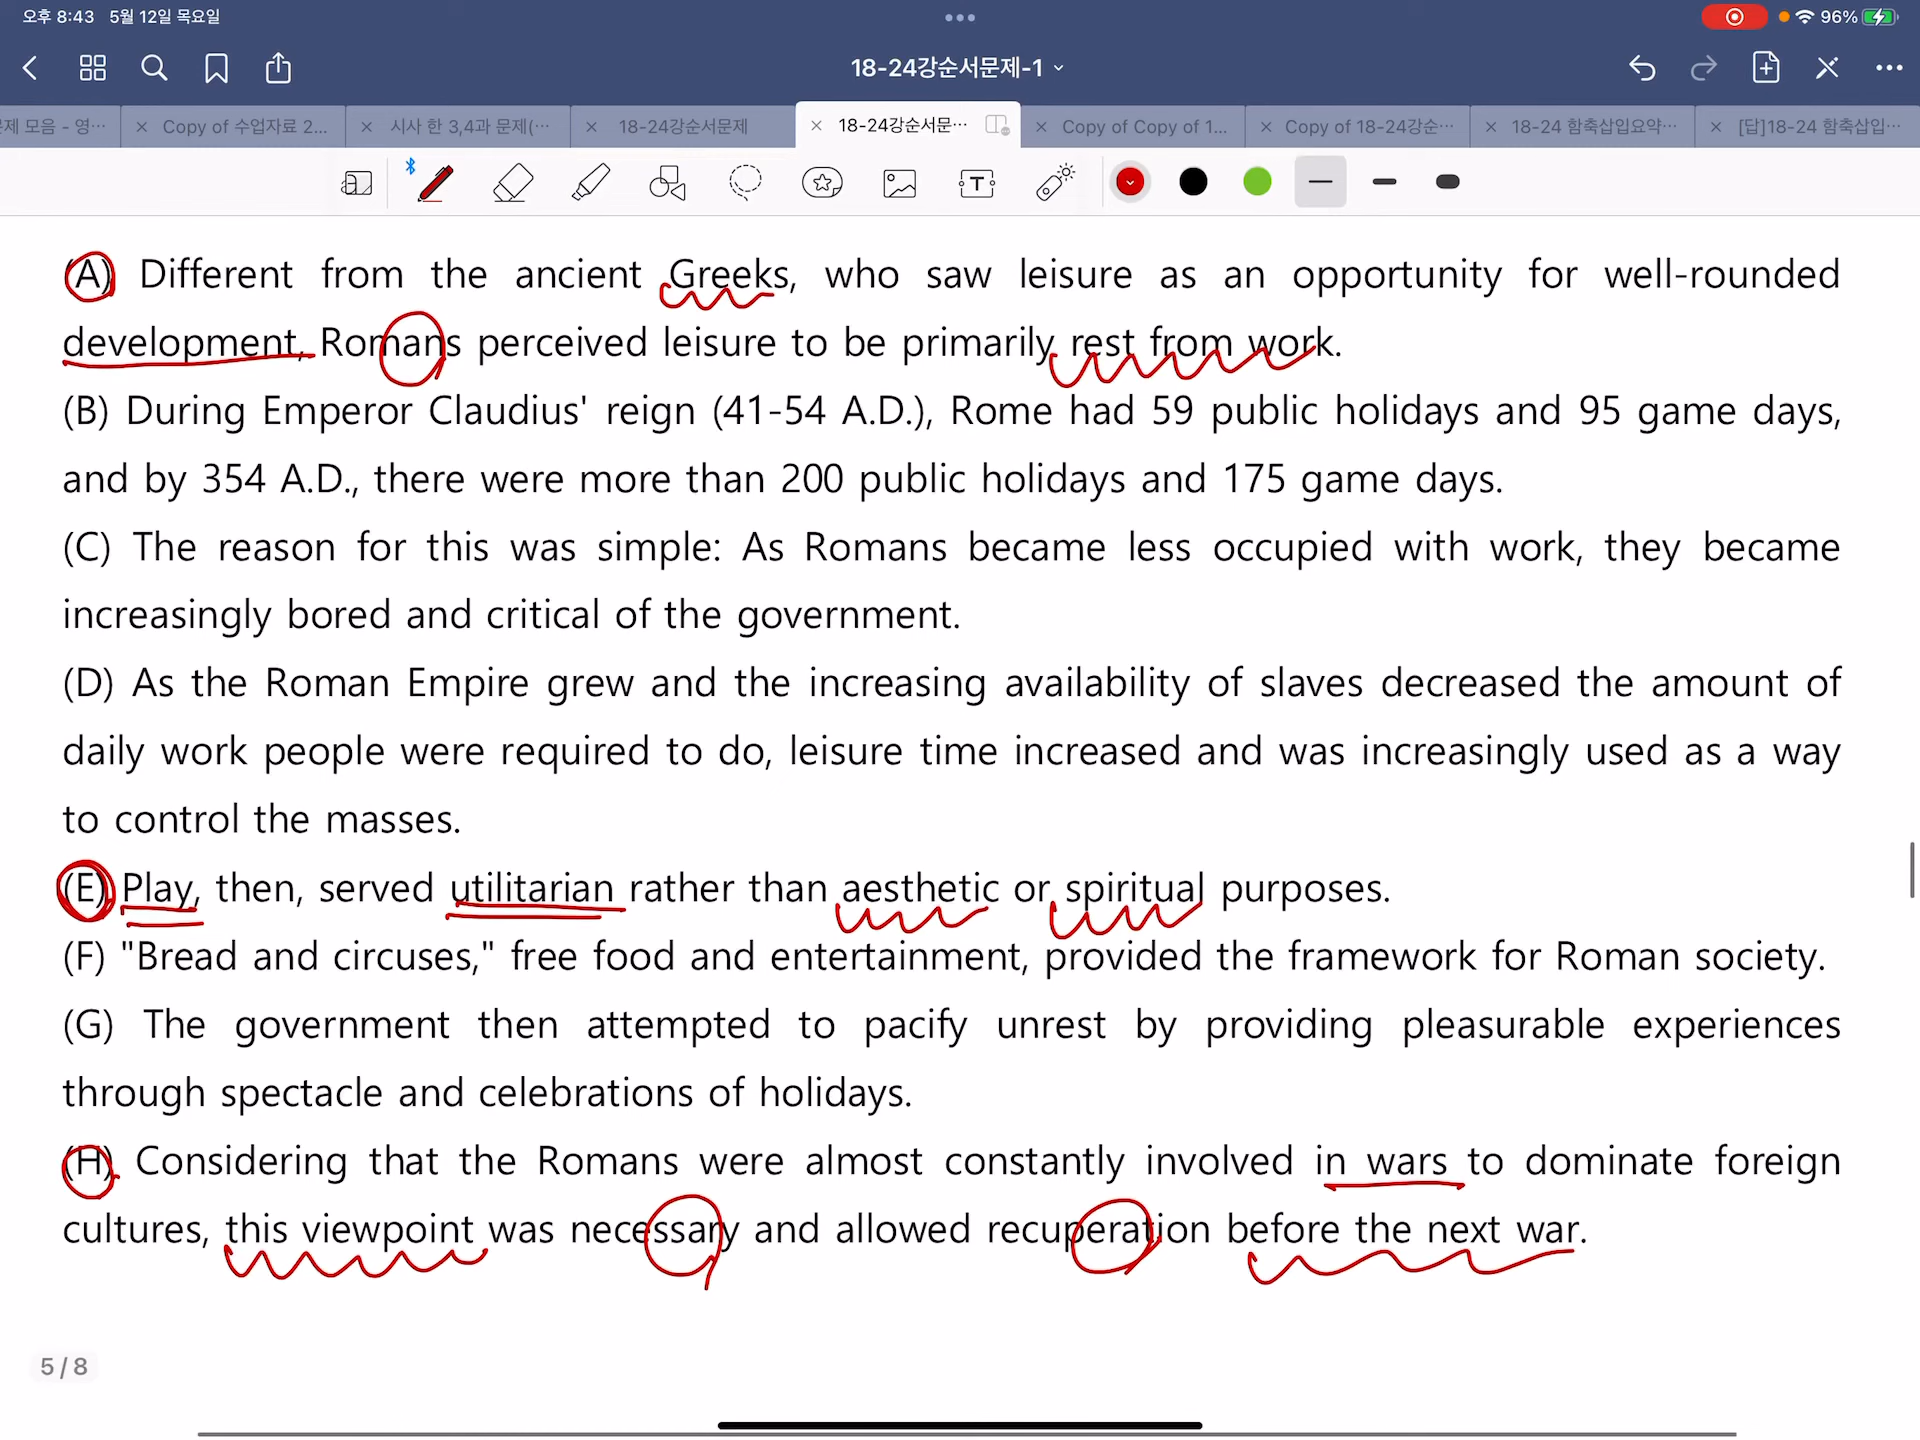 오후 8:43 5월 12일 목요일
96%
18-24강순서문제-1
문제 모음 - 영…
Copy of 수업자료 2…
시사 한 3,4과 문제(…
18-24강순서문제
18-24강순서문…
Copy of Copy of 1…
Copy of 18-24강순…
18-24 함축삽입요약…
[답]18-24 함축삽입…
(A) Different from the ancient Greeks, who saw leisure as an opportunity for well-rounded
development, Romans perceived leisure to be primarily rest from work.
(B) During Emperor Claudius' reign (41-54 A.D.), Rome had 59 public holidays and 95 game days,
and by 354 A.D., there were more than 200 public holidays and 175 game days.
(C) The reason for this was simple: As Romans became less occupied with work, they became
increasingly bored and critical of the government.
(D) As the Roman Empire grew and the increasing availability of slaves decreased the amount of
daily work people were required to do, leisure time increased and was increasingly used as a way
to control the masses.
(E) Play, then, served utilitarian rather than aesthetic or spiritual purposes.
(F) "Bread and circuses," free food and entertainment, provided the framework for Roman society.
(G) The government then attempted to pacify unrest by providing pleasurable experiences
through spectacle and celebrations of holidays.
(H) Considering that the Romans were almost constantly involved in wars to dominate foreign
cultures, this viewpoint was necessary and allowed recuperation before the next war.
5 / 8